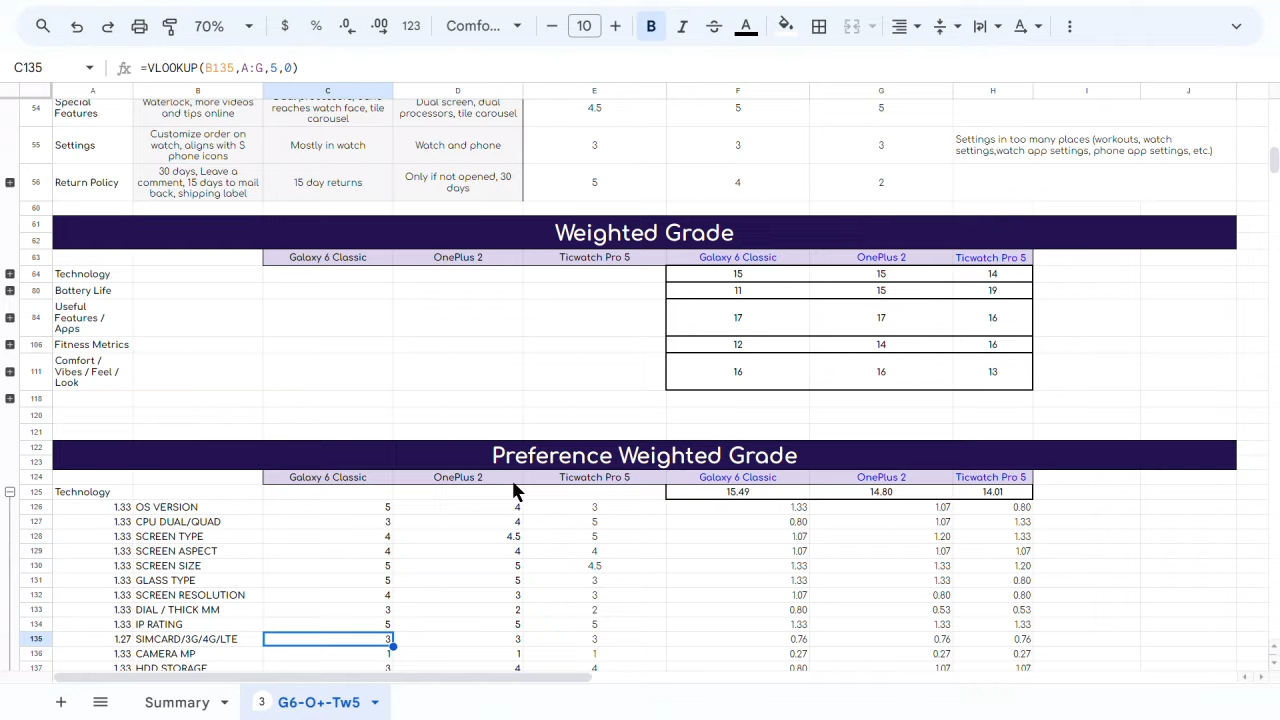 70% $ % .0 .00 123 Comfo... 10 B I S A
C135 fx =VLOOKUP(B135,A:G,5,0)
A B C D E F G H I J
54 Special Features Waterlock, more videos and tips online reaches watch face, tile carousel Dual screen, dual processors, tile carousel 4.5 5 5
55 Settings Customize order on watch, aligns with S phone icons Mostly in watch Watch and phone 3 3 3 Settings in too many places (workouts, watch settings,watch app settings, phone app settings, etc.)
56 Return Policy 30 days, Leave a comment, 15 days to mail back, shipping label 15 day returns Only if not opened, 30 days 5 4 2
60
61
Weighted Grade
62
63 Galaxy 6 Classic OnePlus 2 Ticwatch Pro 5 Galaxy 6 Classic OnePlus 2 Ticwatch Pro 5
64 Technology 15 15 14
80 Battery Life 11 15 19
84 Useful Features / Apps 17 17 16
106 Fitness Metrics 12 14 16
111 Comfort / Vibes / Feel / Look 16 16 13
118
120
121
122
Preference Weighted Grade
123
124 Galaxy 6 Classic OnePlus 2 Ticwatch Pro 5 Galaxy 6 Classic OnePlus 2 Ticwatch Pro 5
125 Technology 15.49 14.80 14.01
126 1.33 OS VERSION 5 4 3 1.33 1.07 0.80
127 1.33 CPU DUAL/QUAD 3 4 5 0.80 1.07 1.33
128 1.33 SCREEN TYPE 4 4.5 5 1.07 1.20 1.33
129 1.33 SCREEN ASPECT 4 4 4 1.07 1.07 1.07
130 1.33 SCREEN SIZE 5 5 4.5 1.33 1.33 1.20
131 1.33 GLASS TYPE 5 5 3 1.33 1.33 0.80
132 1.33 SCREEN RESOLUTION 4 3 3 1.07 0.80 0.80
133 1.33 DIAL / THICK MM 3 2 2 0.80 0.53 0.53
134 1.33 IP RATING 5 5 5 1.33 1.33 1.33
135 1.27 SIMCARD/3G/4G/LTE 3 3 3 0.76 0.76 0.76
136 1.33 CAMERA MP 1 1 1 0.27 0.27 0.27
137 1.33 HDD STORAGE 3 4 4 0.80 1.07 1.07
Summary 3 G6-O+-Tw5